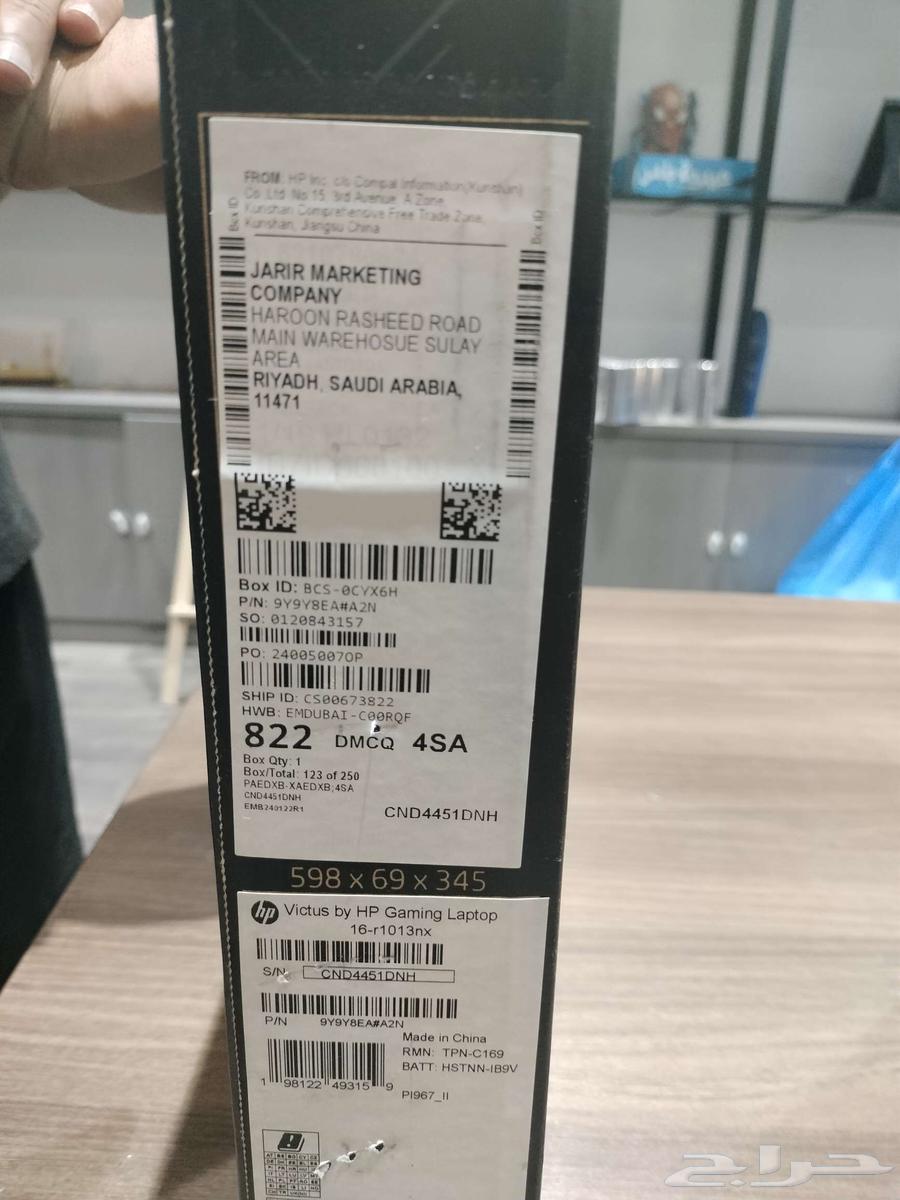 FROM: HP Inc. c/o Compal Information(Kunshan)
Co. Ltd. No.15, 3rd Avenue, A Zone,
Kunshan Comprehensive Free Trade Zone,
Kunshan, Jiangsu China
Box ID
Box ID
JARIR MARKETING
COMPANY
HAROON RASHEED ROAD
MAIN WAREHOSUE SULAY
AREA
RIYADH, SAUDI ARABIA,
11471
Box ID: BCS-0CYX6H
P/N: 9Y9Y8EA#A2N
SO: 0120843157
PO: 240050070P
SHIP ID: CS00673822
HWB: EMDUBAI-C00RQF
822 DMCQ 4SA
Box Qty: 1
Box/Total: 123 of 250
PAEDXB-XAEDXB;4SA
CND4451DNH
EMB240122R1
CND4451DNH
598 x 69 x 345
hp Victus by HP Gaming Laptop
16-r1013nx
S/N CND4451DNH
P/N 9Y9Y8EA#A2N
Made in China
RMN: TPN-C169
BATT: HSTNN-IB9V
1 98122 49315 9
PI967_II
حراج